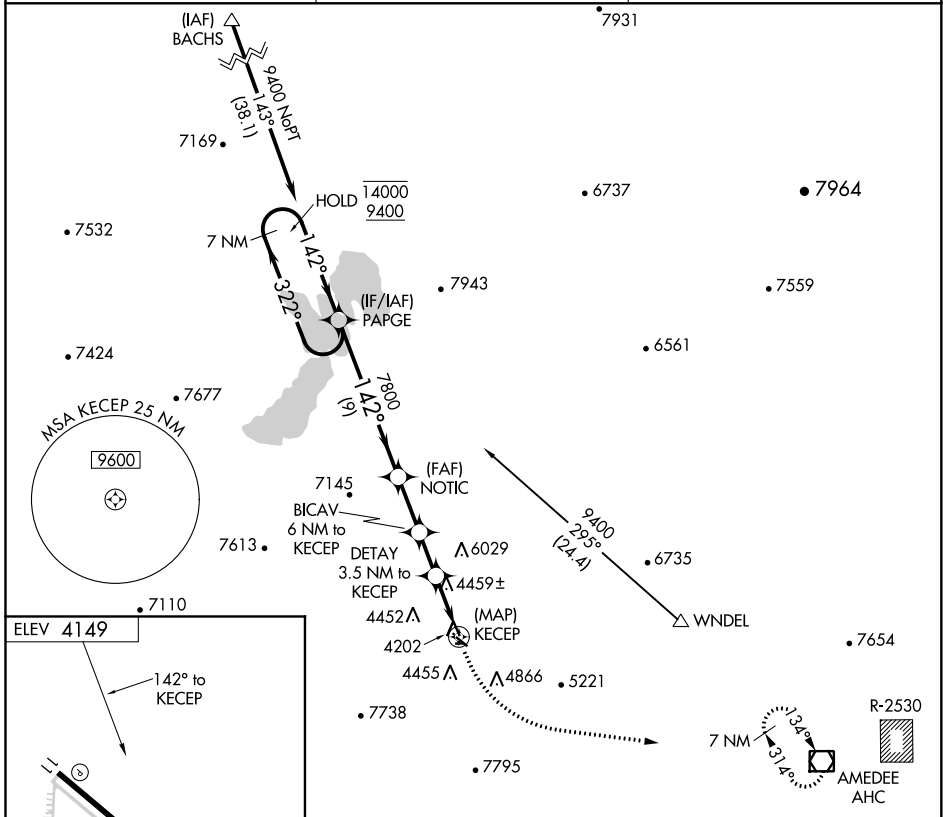 (IAF)
BACHS
7931
9400 NoPT
143°
(38.1)
7169
HOLD 14000
9400
6737
7964
7532
7 NM
142°
322°
(IF/IAF)
PAPGE
7943
7559
7424
6561
7677
7800
142°
(9)
MSA KECEP 25 NM
9600
(FAF)
NOTIC
7145
BICAV
6 NM to
KECEP
9400
295°
(24.4)
7613
DETAY
3.5 NM to
KECEP
6029
4459±
6735
7110
4452
(MAP)
KECEP
WNDEL
ELEV 4149
4202
7654
142° to
KECEP
4455
4866
5221
R-2530
7738
7 NM
134°
314°
7795
AMEDEE
AHC
P